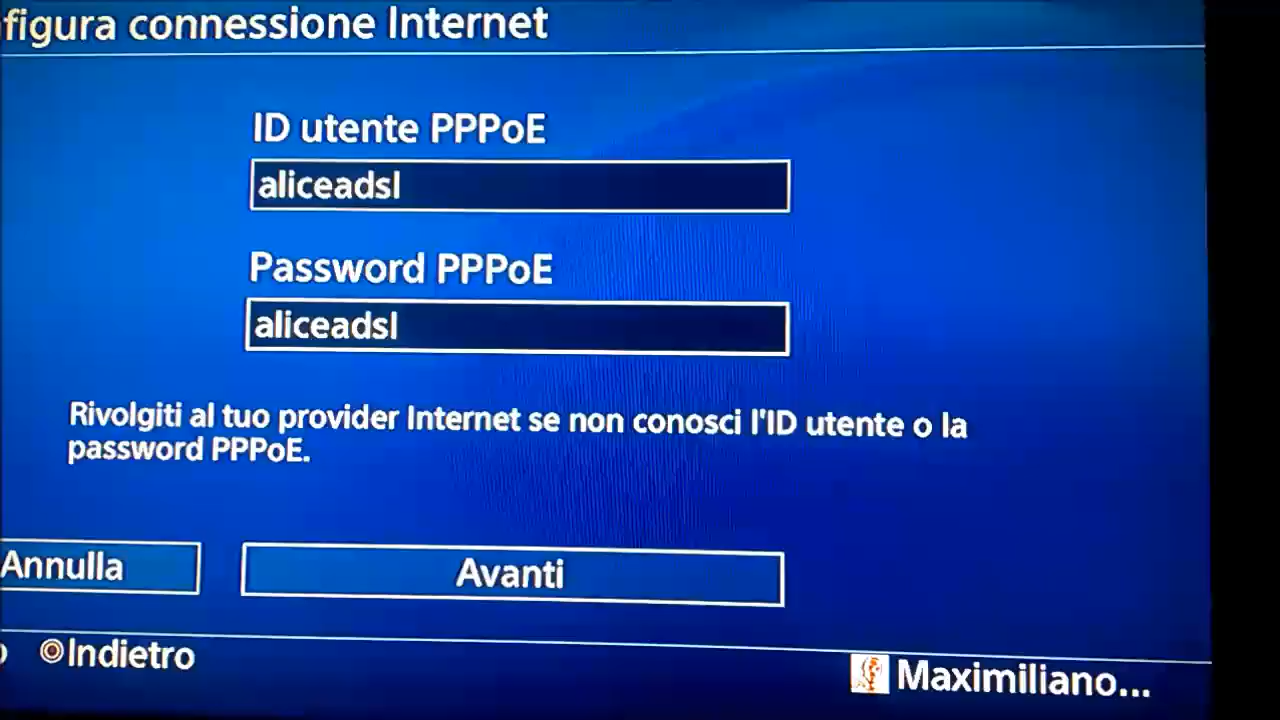 figura connessione Internet
ID utente PPPoE
aliceadsl
Password PPPoE
aliceadsl
Rivolgiti al tuo provider Internet se non conosci l'ID utente o la
password PPPoE.
Annulla
Avanti
Indietro
Maximiliano...